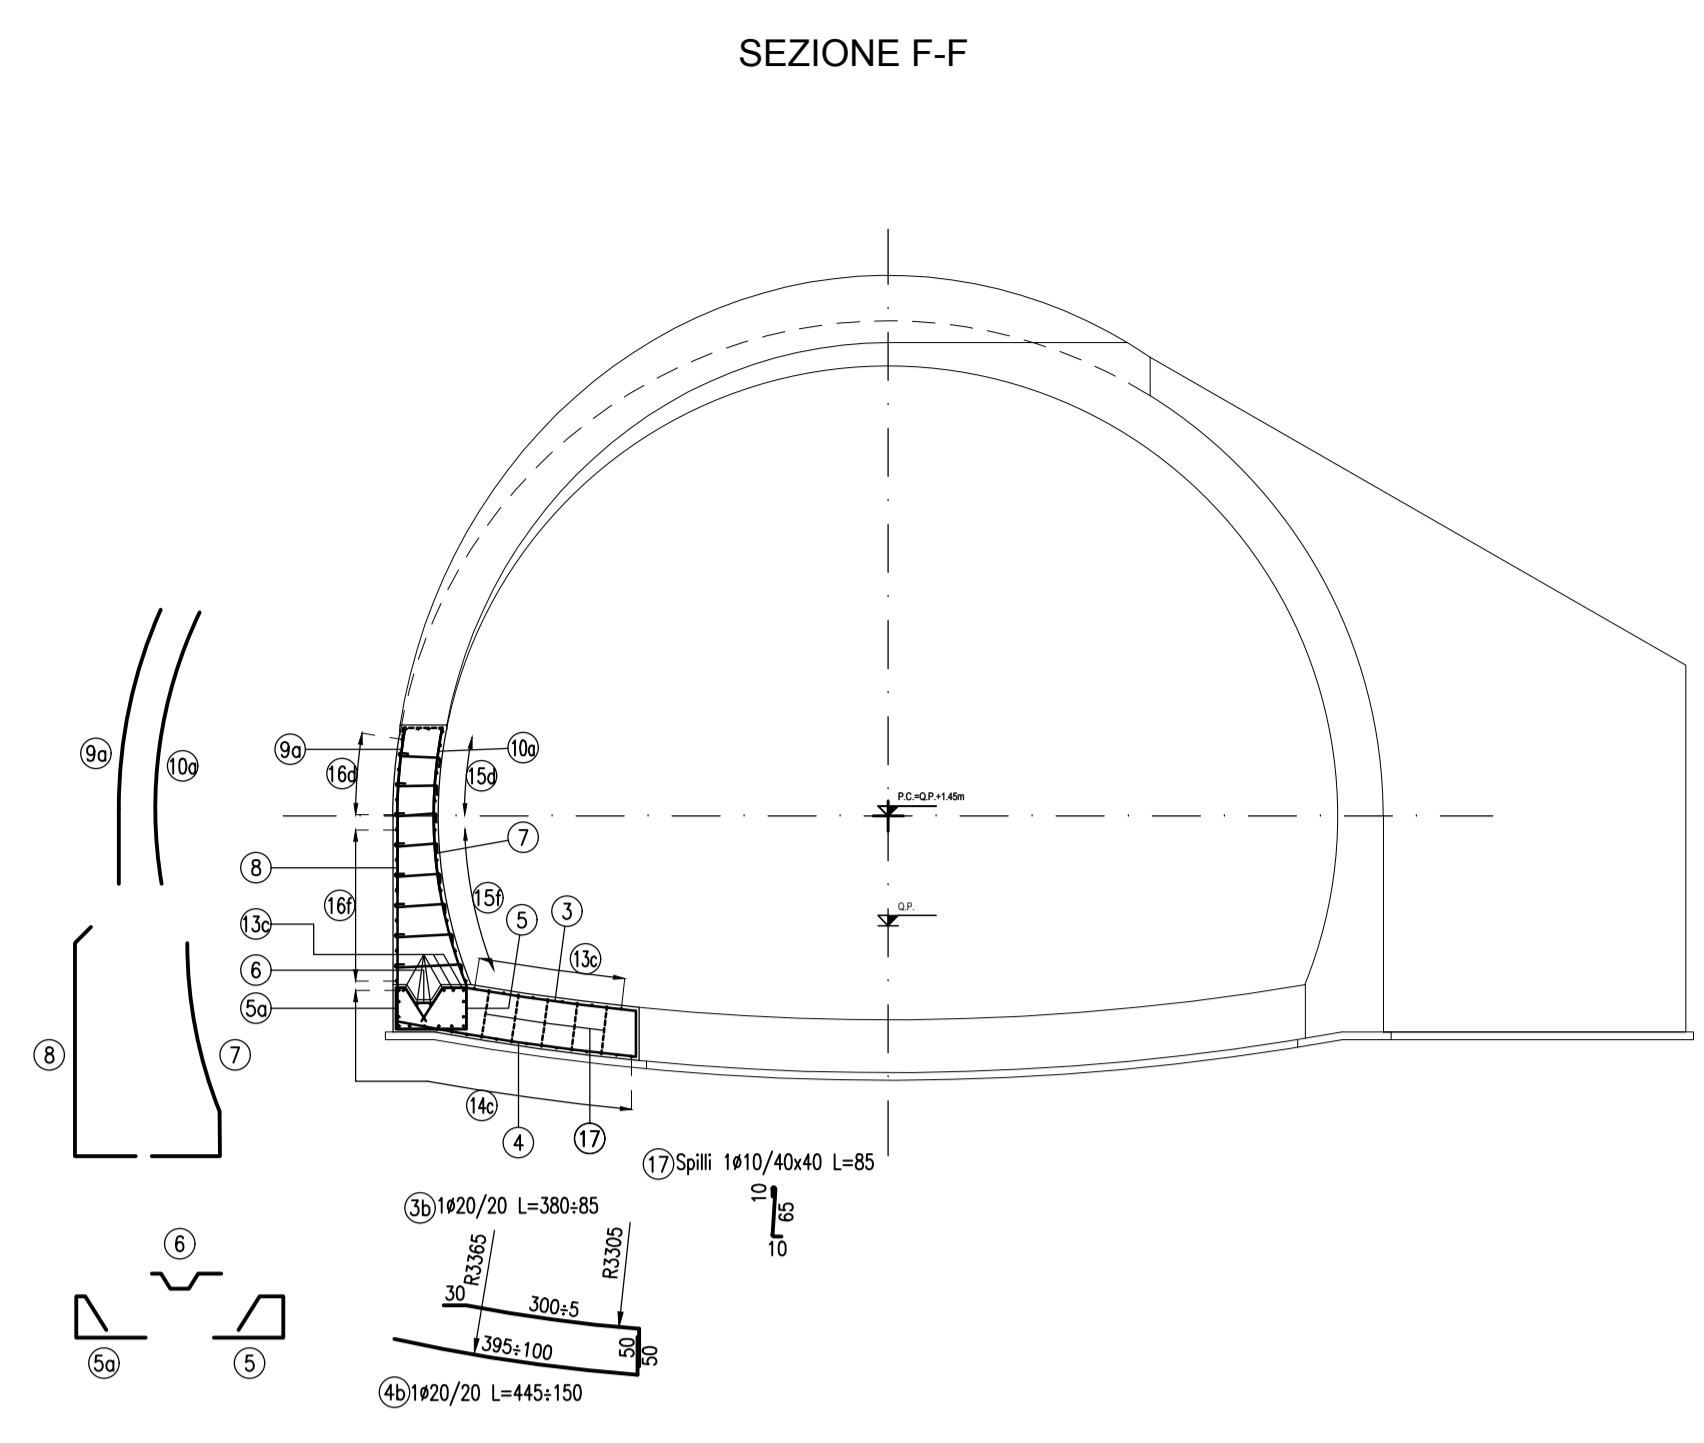 SEZIONE F-F
P.C.=Q.P.+1.45m
Q.P.
9a
10a
9a
10a
16d
15d
7
8
16f
15f
13c
5
3
6
13c
5a
8
7
14c
4
17
17 Spilli 1ø10/40x40 L=85
10
65
10
3b 1ø20/20 L=380÷85
R3365
R3305
30
300÷5
395÷100
50
50
4b 1ø20/20 L=445÷150
6
5a
5